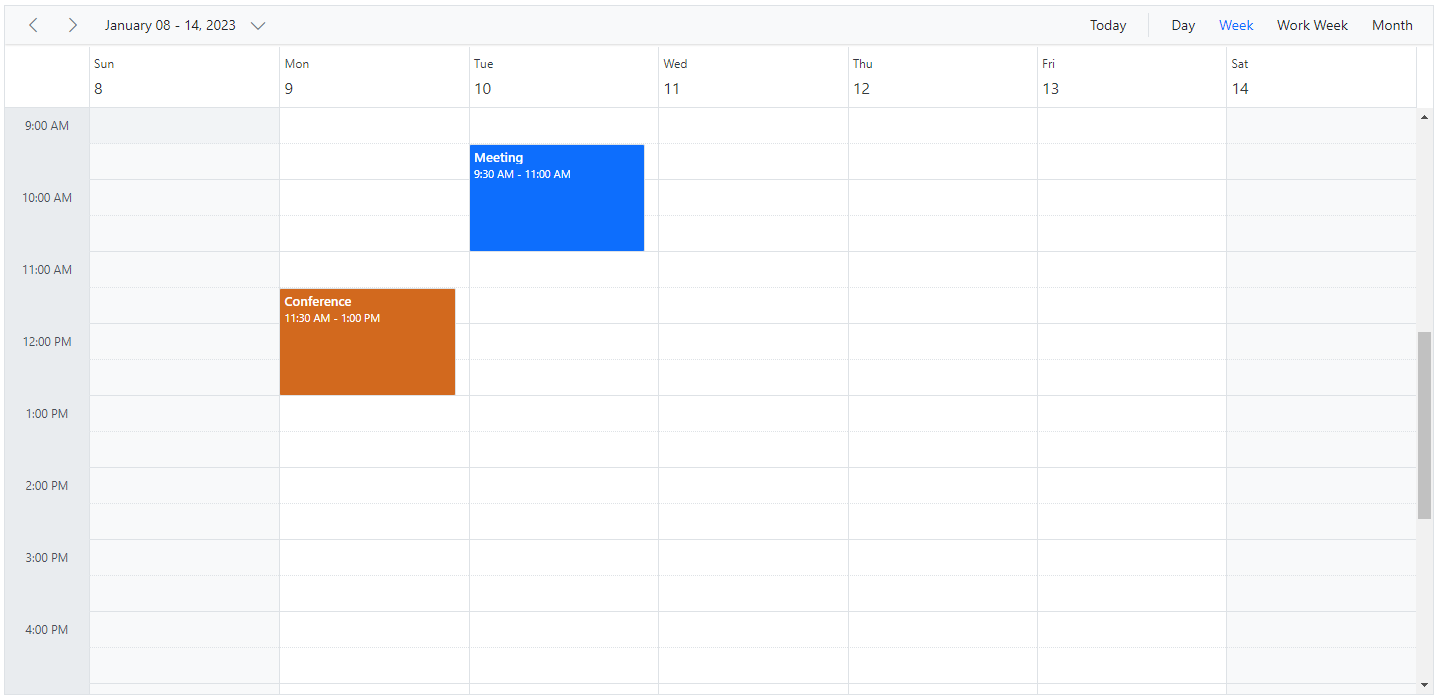 January 08 - 14, 2023 Today Day Week Work Week Month
Sun Mon Tue Wed Thu Fri Sat
8 9 10 11 12 13 14
9:00 AM
Meeting
9:30 AM - 11:00 AM
10:00 AM
11:00 AM
Conference
11:30 AM - 1:00 PM
12:00 PM
1:00 PM
2:00 PM
3:00 PM
4:00 PM